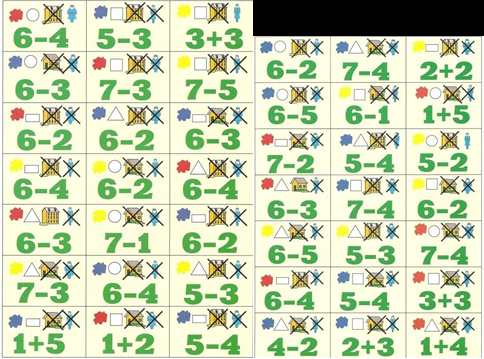 6-4 5-3 3+3
6-3 7-3 7-5
6-2 6-2 6-3
6-4 6-2 6-4
6-3 7-1 6-2
7-3 6-4 5-3
1+5 1+2 5-4
6-2 7-4 2+2
6-5 6-1 1+5
7-2 5-4 5-2
6-3 7-4 6-2
6-5 5-3 7-4
6-4 5-4 3+3
4-2 2+3 1+4